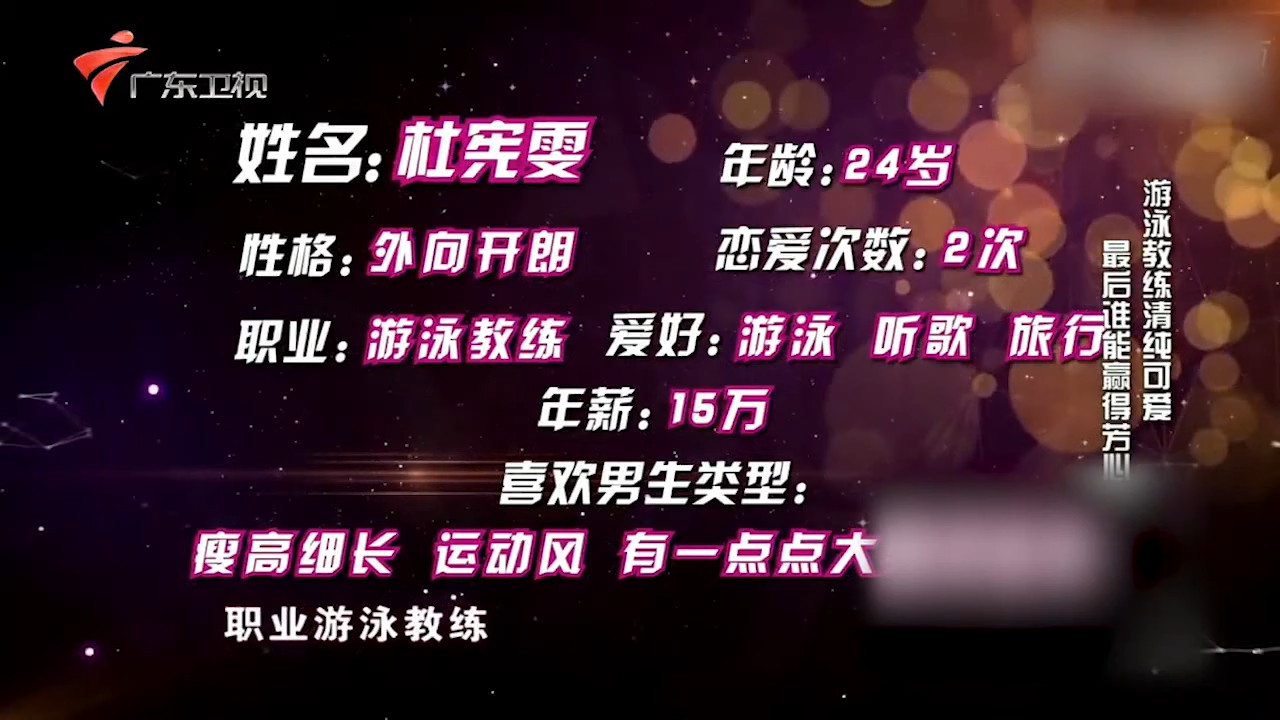 广东卫视
姓名：杜宪雯
年龄：24岁
性格：外向开朗
恋爱次数：2次
职业：游泳教练
爱好：游泳 听歌 旅行
年薪：15万
喜欢男生类型：
瘦高细长 运动风 有一点点大
职业游泳教练
游泳教练清纯可爱
最后谁能赢得芳心